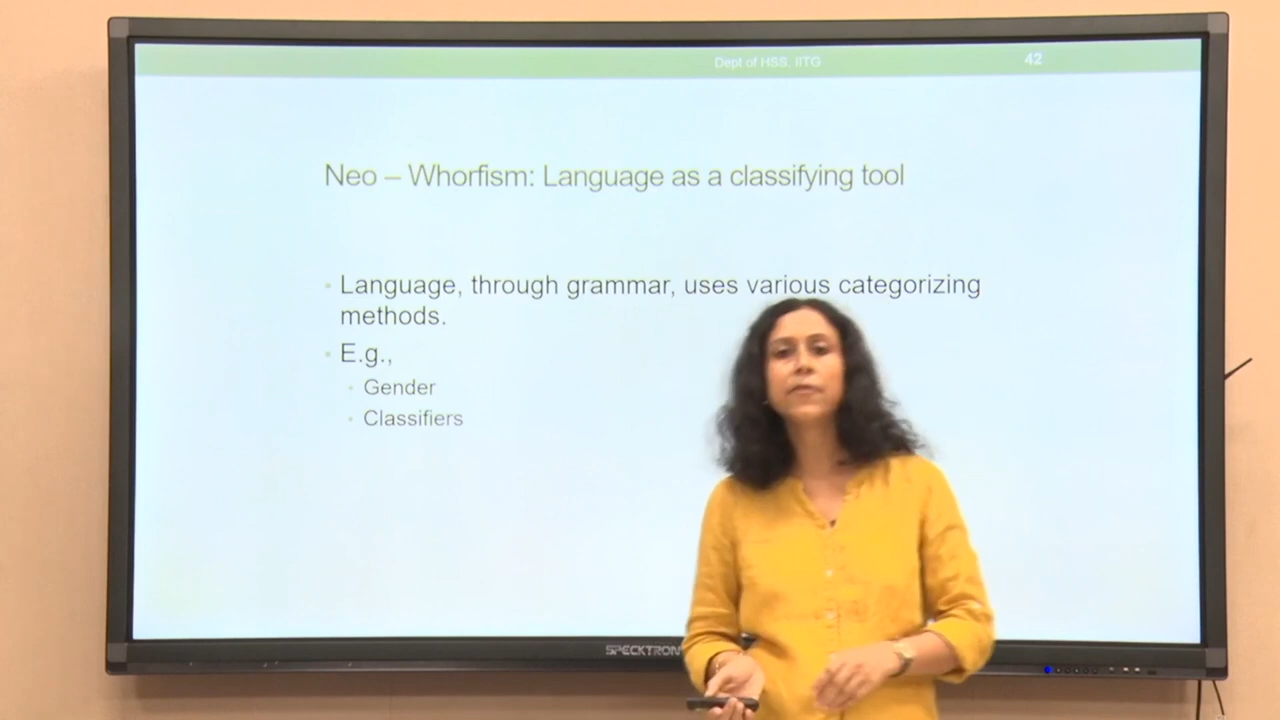 Dept of HSS, IITG 42
Neo – Whorfism: Language as a classifying tool
Language, through grammar, uses various categorizing
methods.
E.g.,
Gender
Classifiers
SPECKTRON